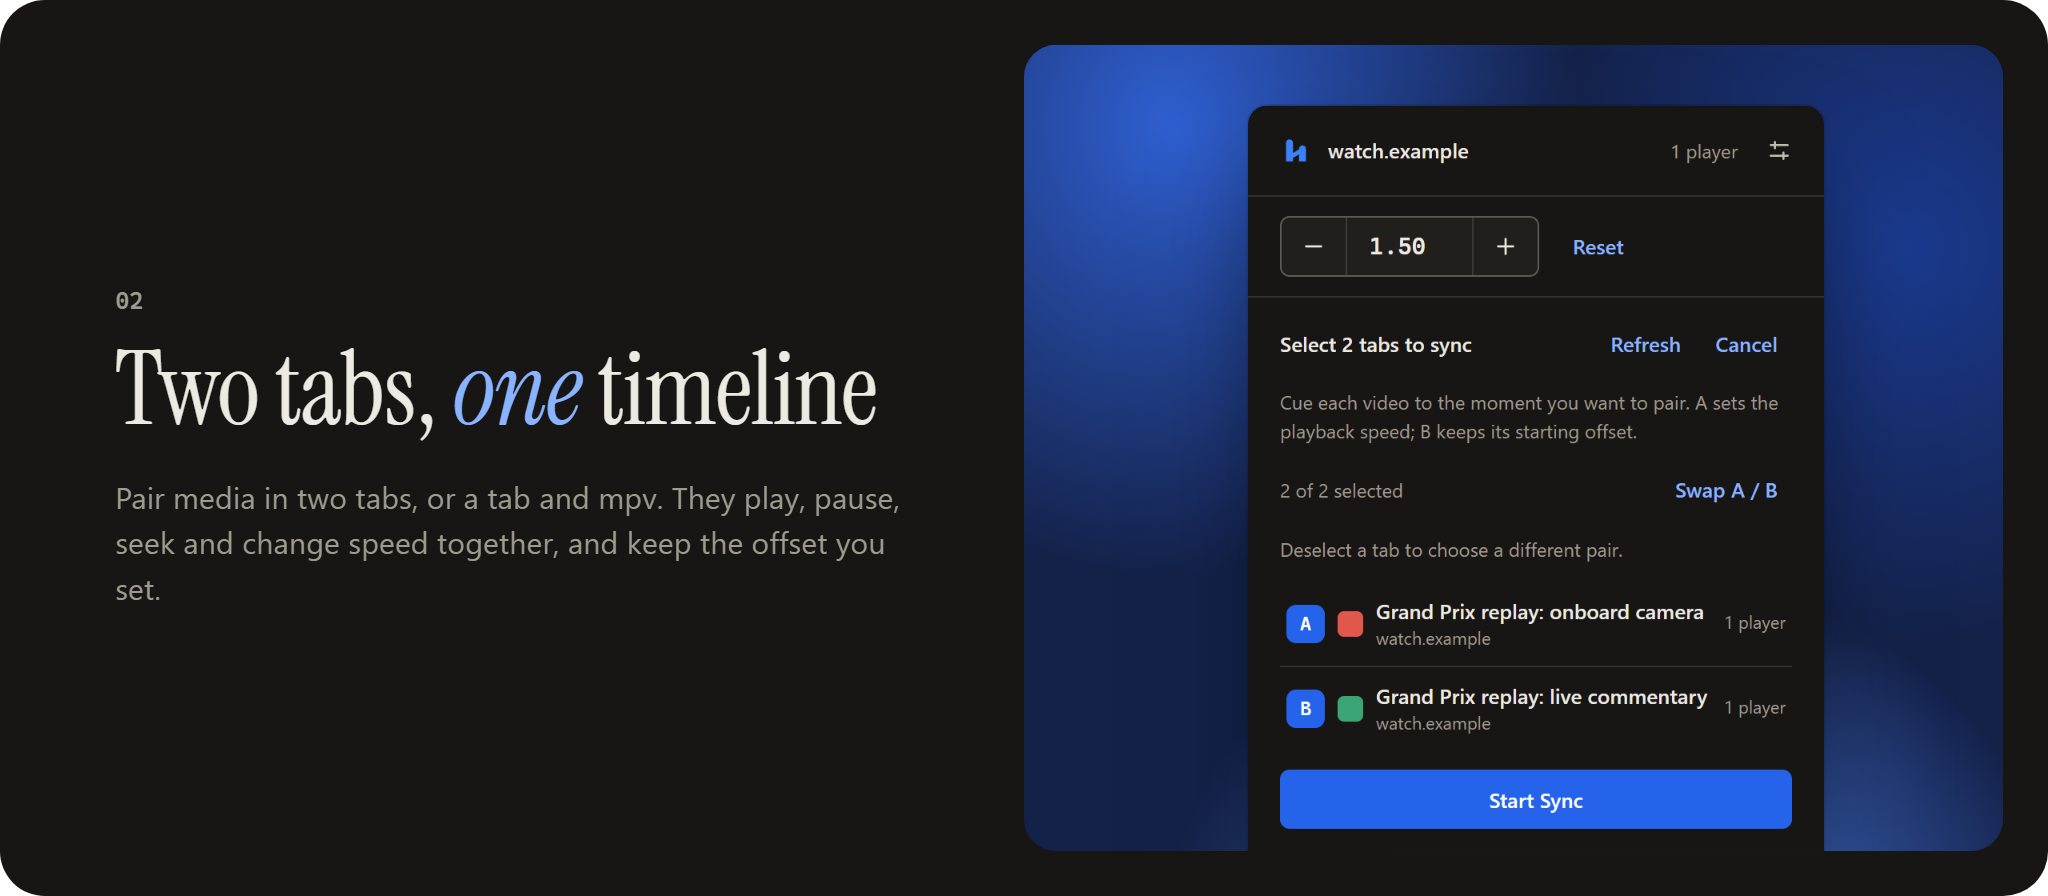 02
Two tabs, one timeline
Pair media in two tabs, or a tab and mpv. They play, pause,
seek and change speed together, and keep the offset you
set.
watch.example
1 player
− 1.50 +
Reset
Select 2 tabs to sync
Refresh
Cancel
Cue each video to the moment you want to pair. A sets the
playback speed; B keeps its starting offset.
2 of 2 selected
Swap A / B
Deselect a tab to choose a different pair.
A
Grand Prix replay: onboard camera
watch.example
1 player
B
Grand Prix replay: live commentary
watch.example
1 player
Start Sync